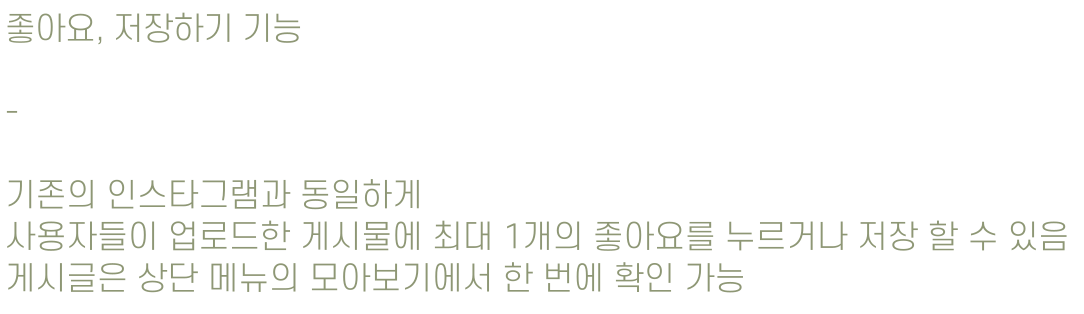 좋아요, 저장하기 기능
-
기존의 인스타그램과 동일하게
사용자들이 업로드한 게시물에 최대 1개의 좋아요를 누르거나 저장 할 수 있음
게시글은 상단 메뉴의 모아보기에서 한 번에 확인 가능